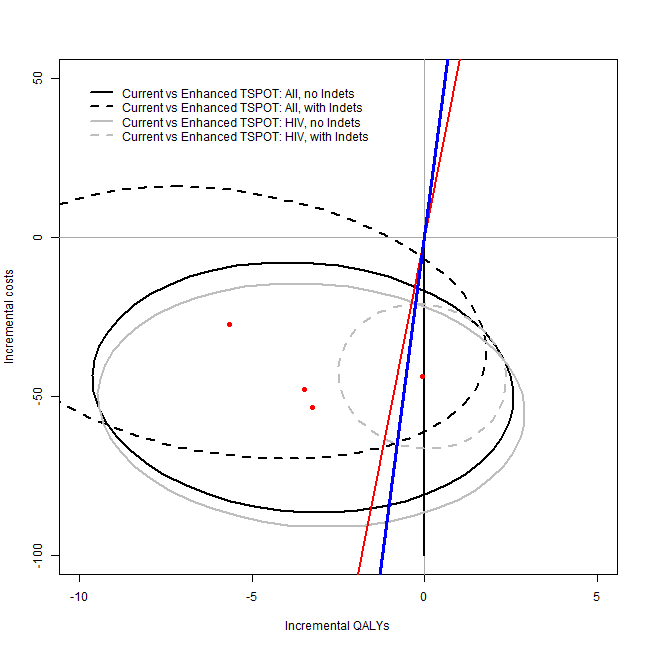 Current vs Enhanced TSPOT: All, no Indets
Current vs Enhanced TSPOT: All, with Indets
Current vs Enhanced TSPOT: HIV, no Indets
Current vs Enhanced TSPOT: HIV, with Indets
50
0
-50
-100
Incremental costs
-10
-5
0
5
Incremental QALYs